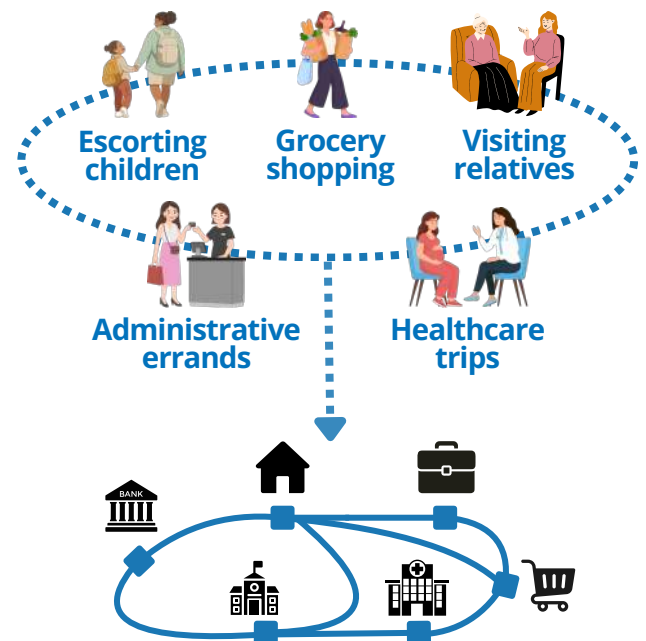 Escorting
children
Grocery
shopping
Visiting
relatives
Administrative
errands
Healthcare
trips
BANK